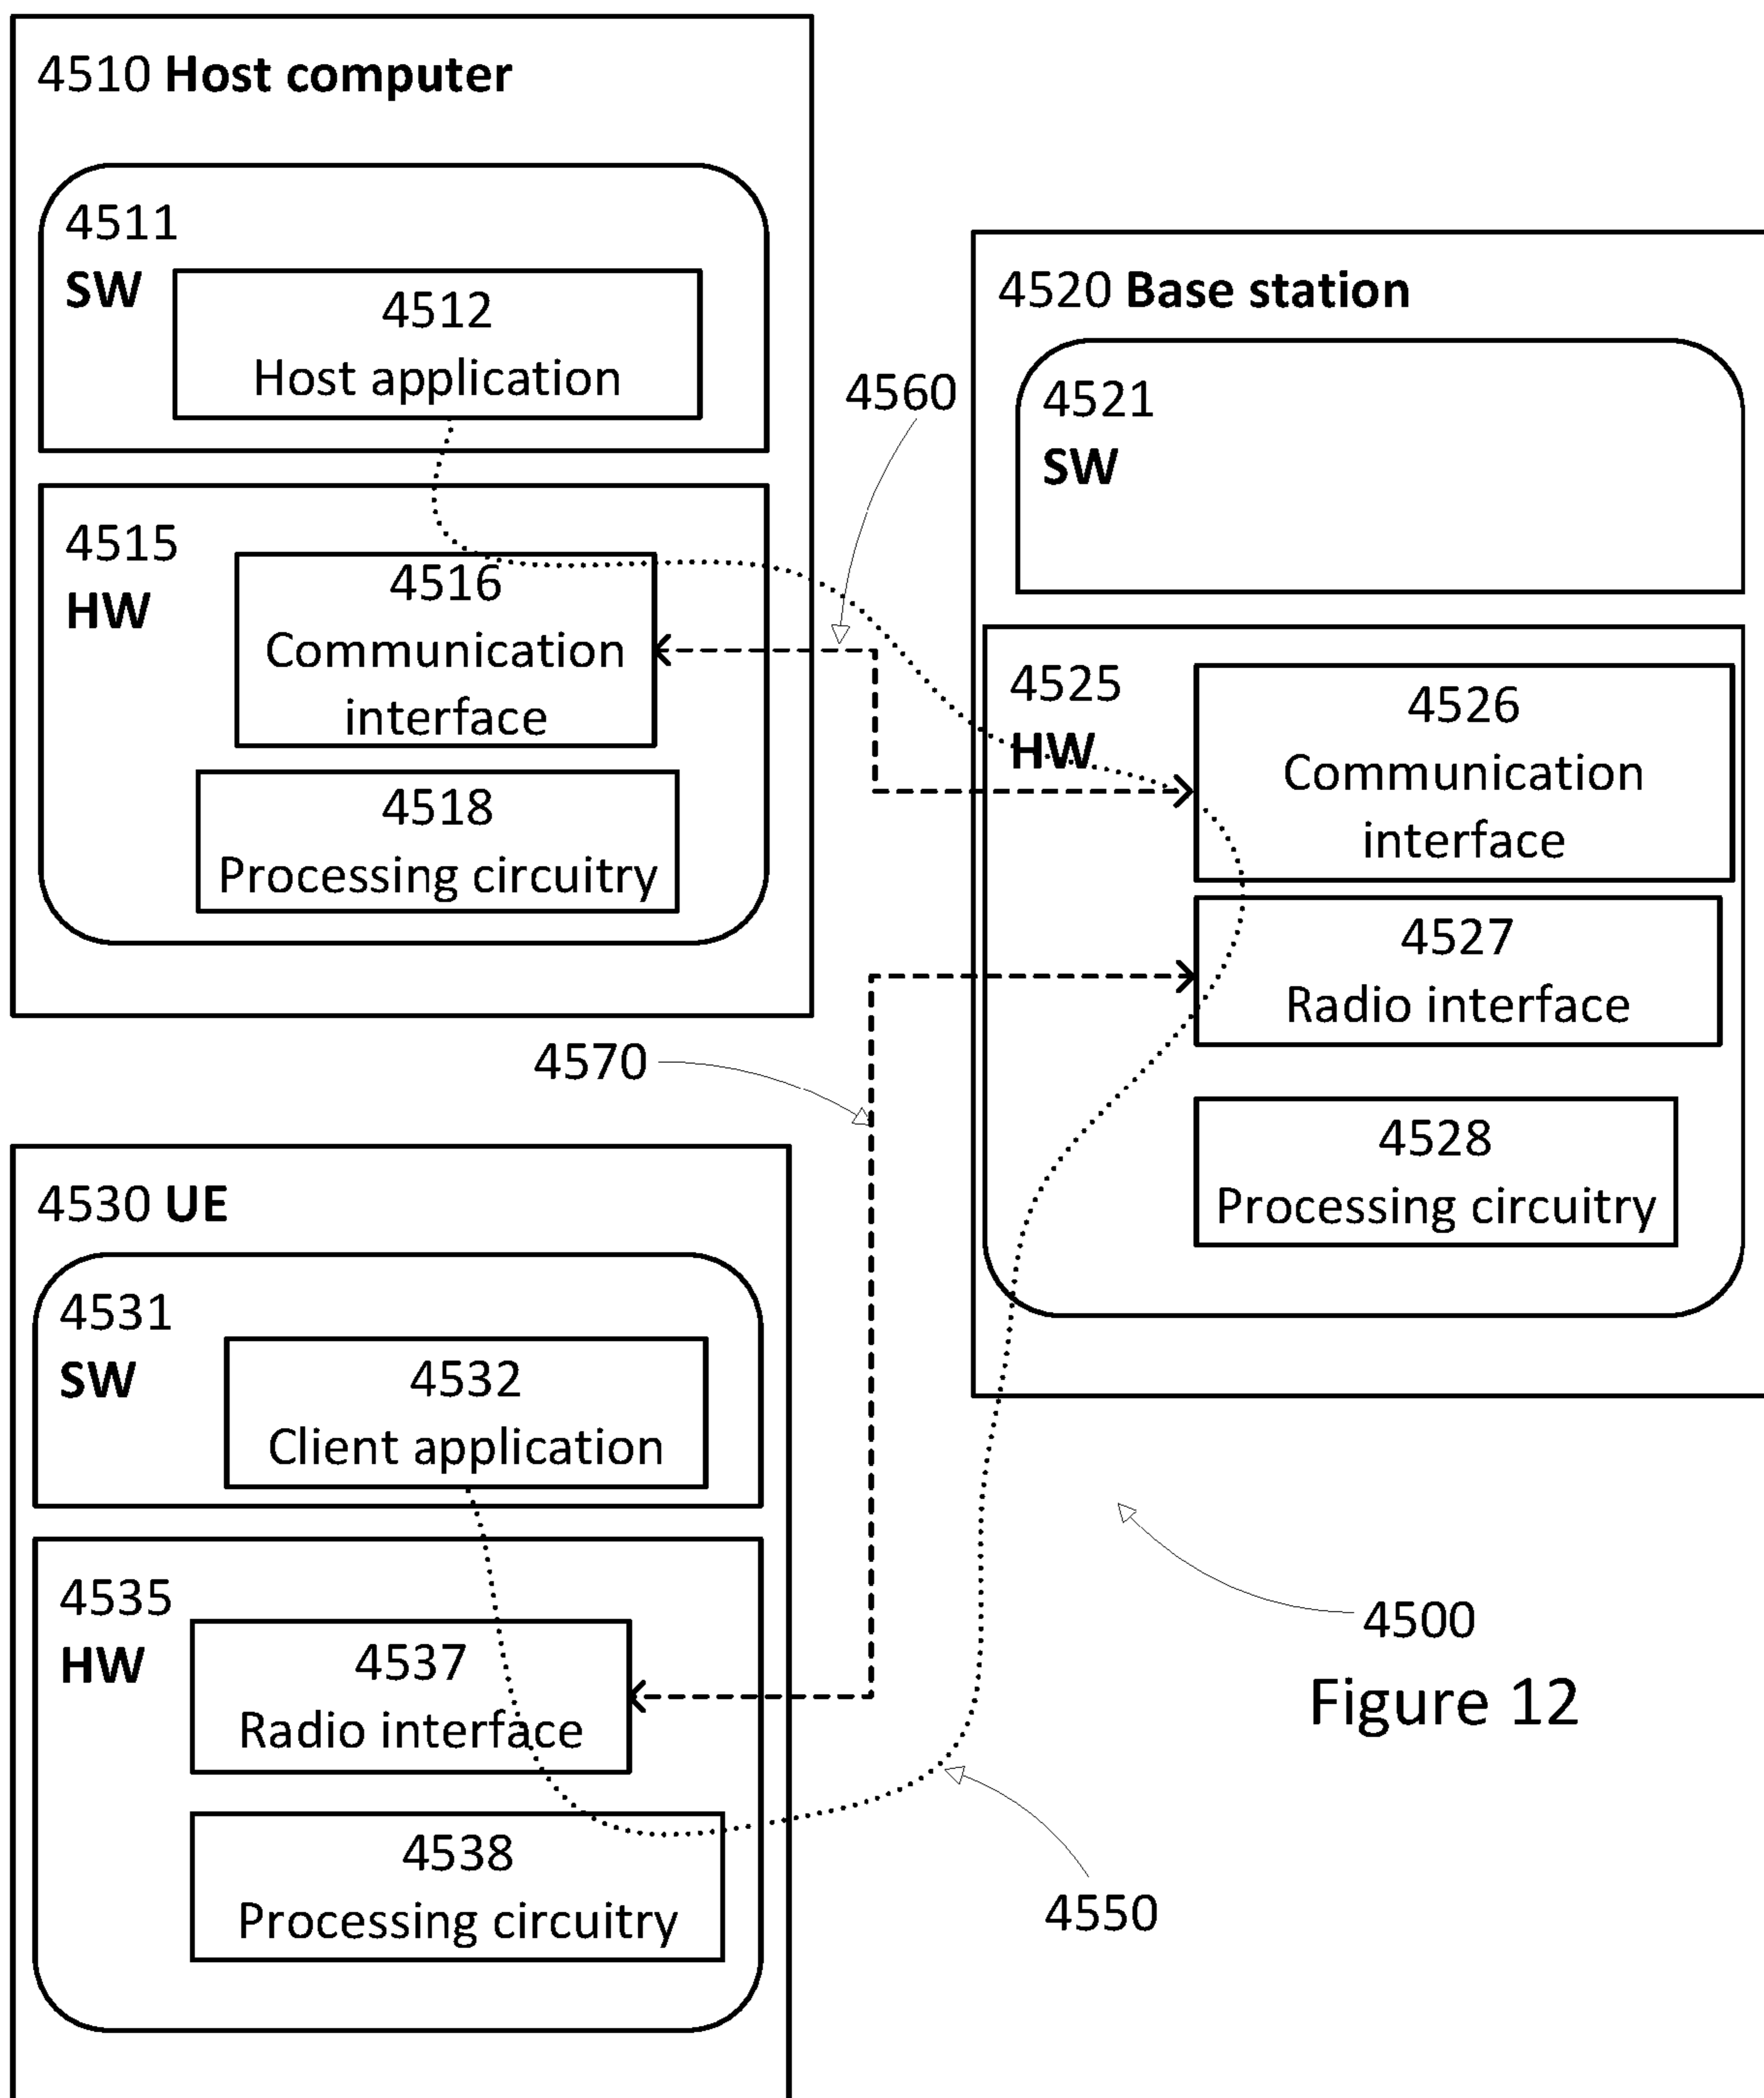 4510 Host computer
4511
SW
4512
Host application
4515
HW
4516
Communication
interface
4518
Processing circuitry
4560
4520 Base station
4521
SW
4525
HW
4526
Communication
interface
4527
Radio interface
4528
Processing circuitry
4570
4530 UE
4531
SW
4532
Client application
4535
HW
4537
Radio interface
4538
Processing circuitry
4500
Figure 12
4550